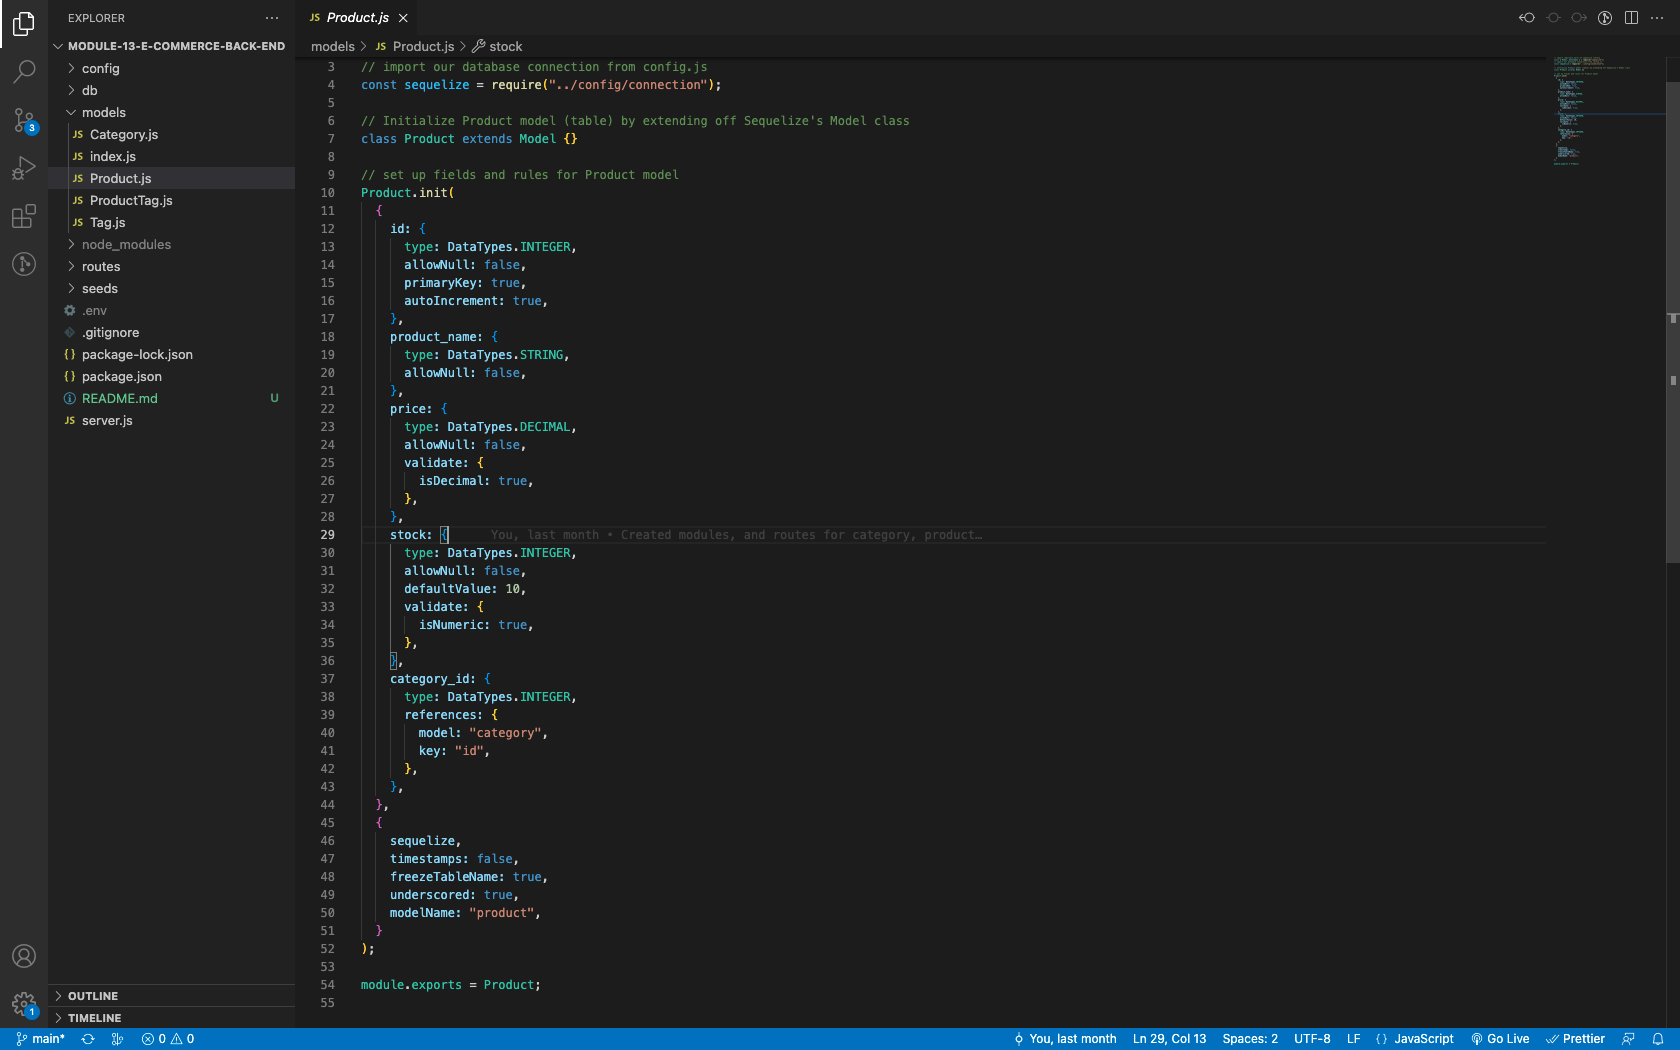 EXPLORER
MODULE-13-E-COMMERCE-BACK-END
config
db
models
JS Category.js
JS index.js
JS Product.js
JS ProductTag.js
JS Tag.js
node_modules
routes
seeds
.env
.gitignore
{} package-lock.json
{} package.json
README.md U
JS server.js
OUTLINE
TIMELINE
3
1
JS Product.js
models > JS Product.js > stock
3 // import our database connection from config.js
4 const sequelize = require("../config/connection");
5
6 // Initialize Product model (table) by extending off Sequelize's Model class
7 class Product extends Model {}
8
9 // set up fields and rules for Product model
10 Product.init(
11 {
12 id: {
13 type: DataTypes.INTEGER,
14 allowNull: false,
15 primaryKey: true,
16 autoIncrement: true,
17 },
18 product_name: {
19 type: DataTypes.STRING,
20 allowNull: false,
21 },
22 price: {
23 type: DataTypes.DECIMAL,
24 allowNull: false,
25 validate: {
26 isDecimal: true,
27 },
28 },
29 stock: { You, last month • Created modules, and routes for category, product…
30 type: DataTypes.INTEGER,
31 allowNull: false,
32 defaultValue: 10,
33 validate: {
34 isNumeric: true,
35 },
36 },
37 category_id: {
38 type: DataTypes.INTEGER,
39 references: {
40 model: "category",
41 key: "id",
42 },
43 },
44 },
45 {
46 sequelize,
47 timestamps: false,
48 freezeTableName: true,
49 underscored: true,
50 modelName: "product",
51 }
52 );
53
54 module.exports = Product;
55
main* 0 0 You, last month Ln 29, Col 13 Spaces: 2 UTF-8 LF {} JavaScript Go Live Prettier